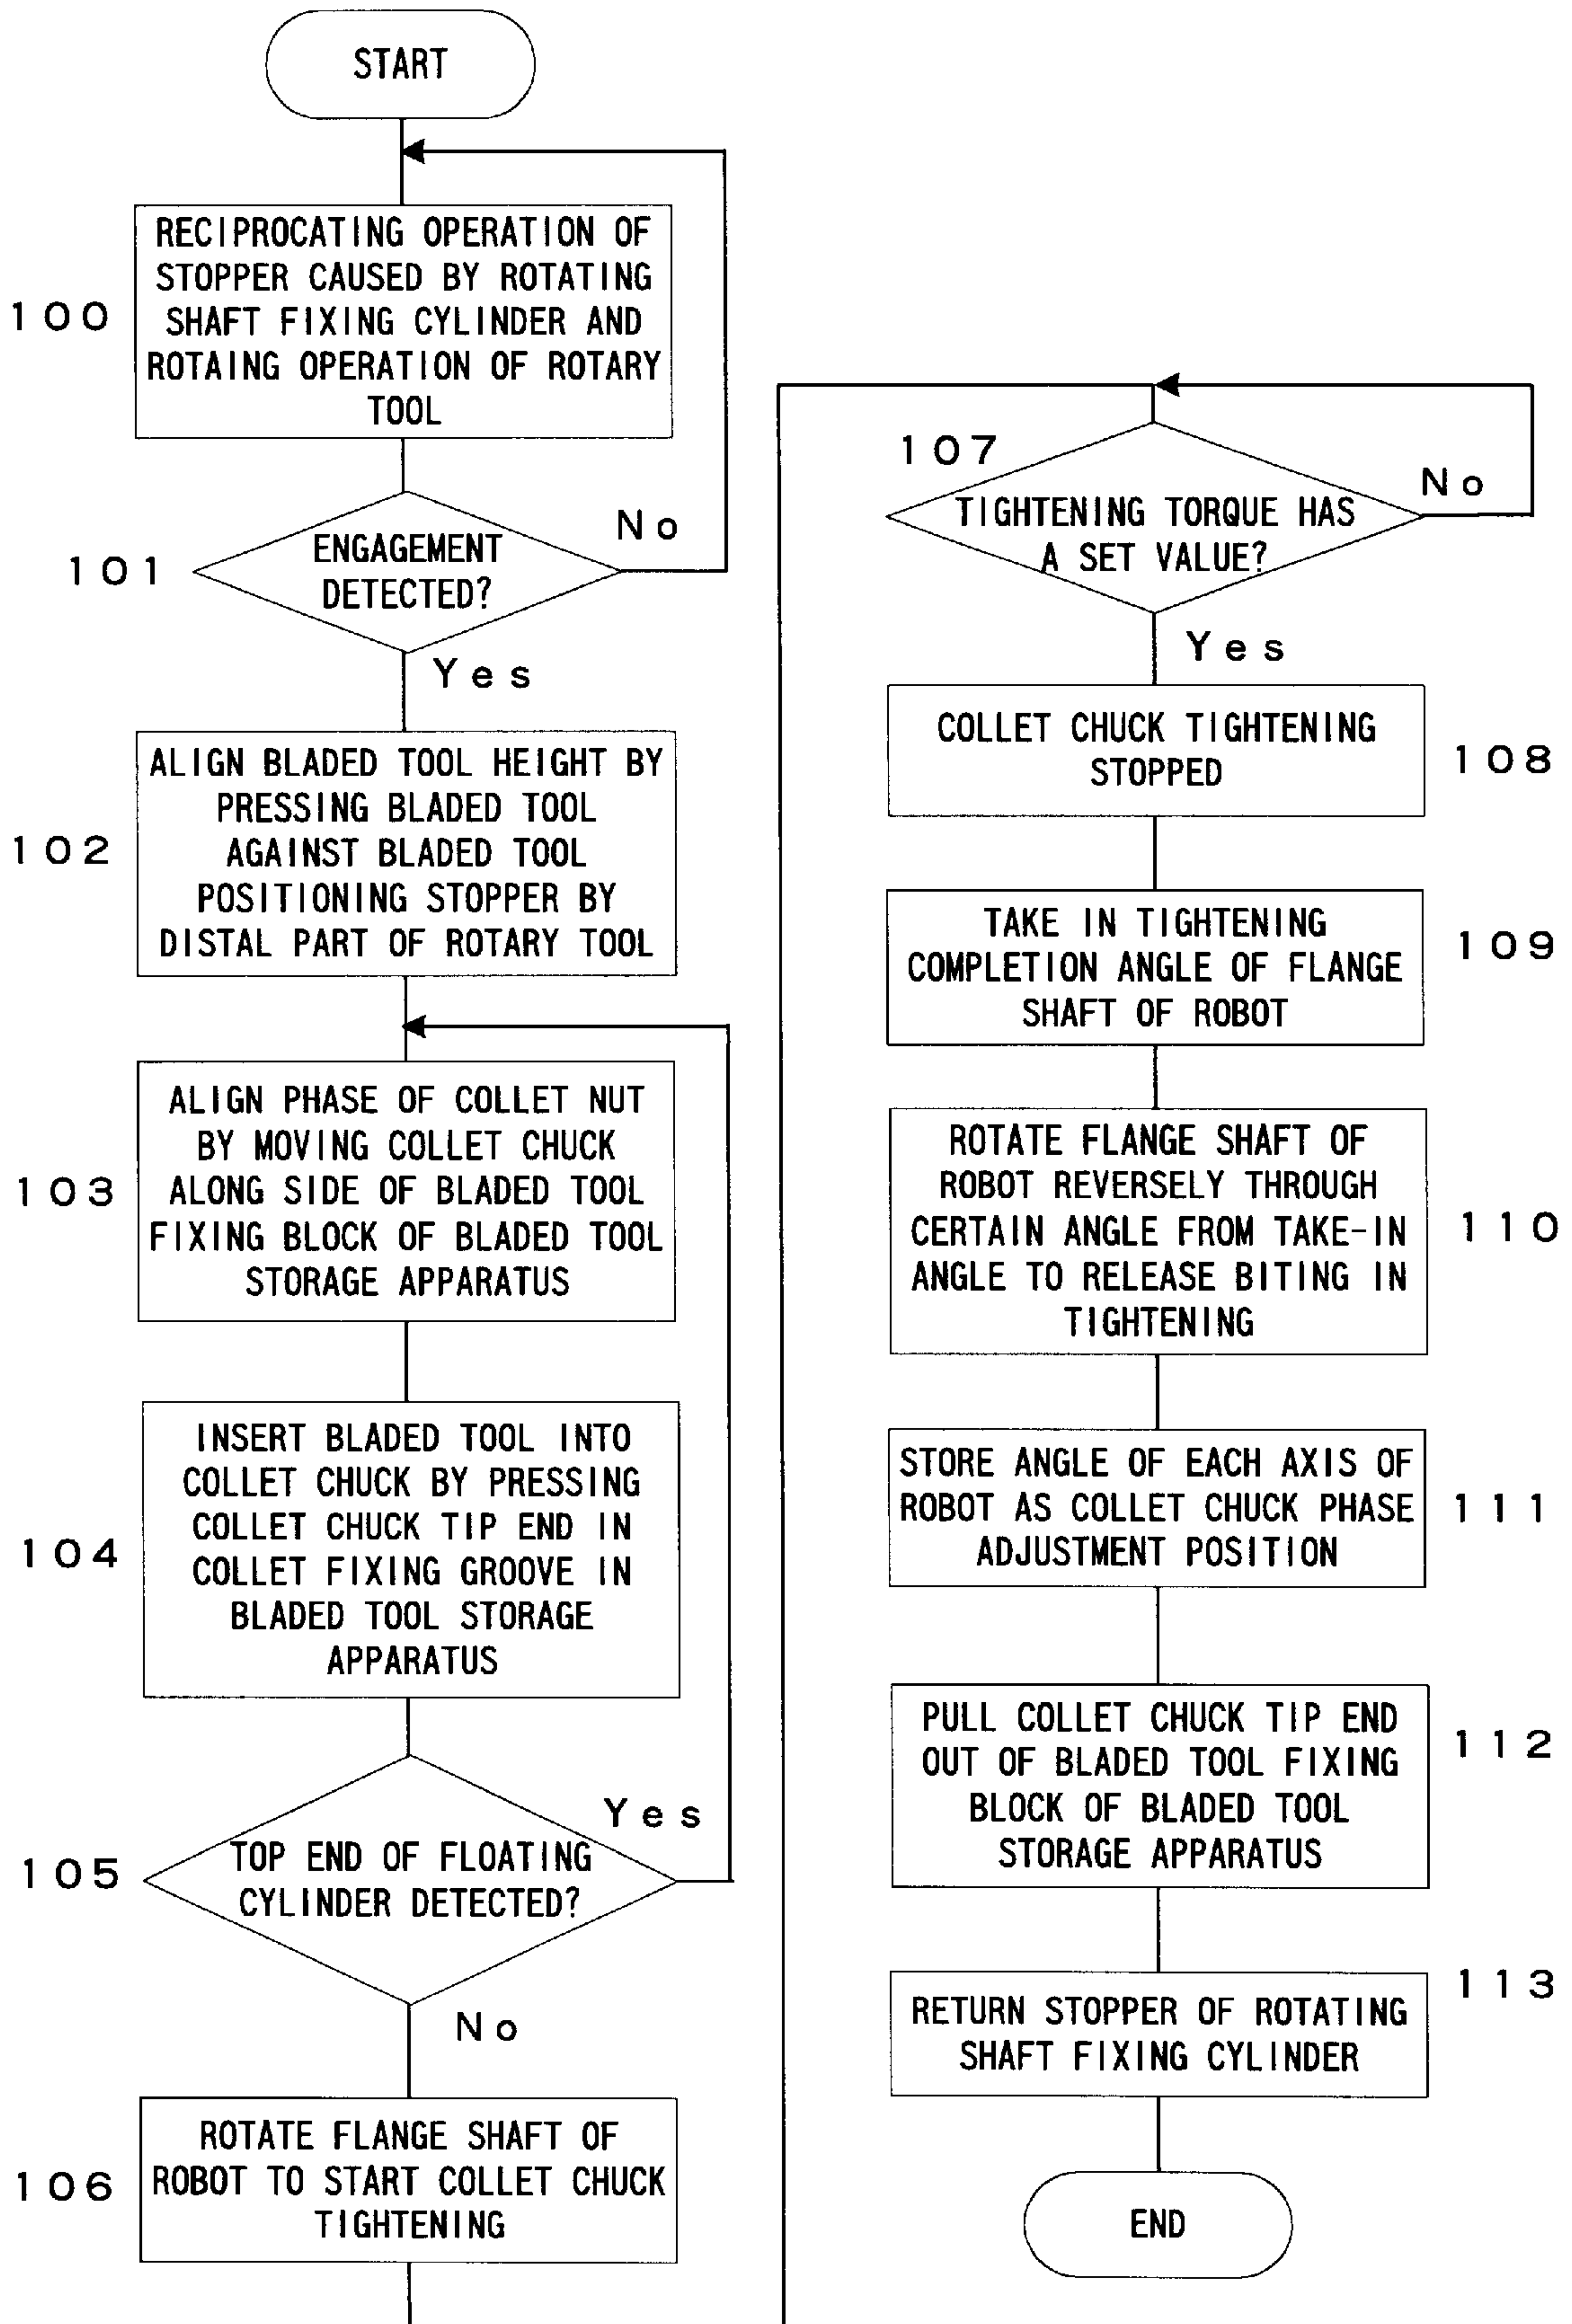 START
RECIPROCATING OPERATION OF
STOPPER CAUSED BY ROTATING
SHAFT FIXING CYLINDER AND
ROTAING OPERATION OF ROTARY
TOOL
100
ENGAGEMENT
DETECTED?
101
No
Yes
ALIGN BLADED TOOL HEIGHT BY
PRESSING BLADED TOOL
AGAINST BLADED TOOL
POSITIONING STOPPER BY
DISTAL PART OF ROTARY TOOL
102
ALIGN PHASE OF COLLET NUT
BY MOVING COLLET CHUCK
ALONG SIDE OF BLADED TOOL
FIXING BLOCK OF BLADED TOOL
STORAGE APPARATUS
103
INSERT BLADED TOOL INTO
COLLET CHUCK BY PRESSING
COLLET CHUCK TIP END IN
COLLET FIXING GROOVE IN
BLADED TOOL STORAGE
APPARATUS
104
TOP END OF FLOATING
CYLINDER DETECTED?
105
Yes
No
ROTATE FLANGE SHAFT OF
ROBOT TO START COLLET CHUCK
TIGHTENING
106
107
TIGHTENING TORQUE HAS
A SET VALUE?
No
Yes
COLLET CHUCK TIGHTENING
STOPPED
108
TAKE IN TIGHTENING
COMPLETION ANGLE OF FLANGE
SHAFT OF ROBOT
109
ROTATE FLANGE SHAFT OF
ROBOT REVERSELY THROUGH
CERTAIN ANGLE FROM TAKE-IN
ANGLE TO RELEASE BITING IN
TIGHTENING
110
STORE ANGLE OF EACH AXIS OF
ROBOT AS COLLET CHUCK PHASE
ADJUSTMENT POSITION
111
PULL COLLET CHUCK TIP END
OUT OF BLADED TOOL FIXING
BLOCK OF BLADED TOOL
STORAGE APPARATUS
112
RETURN STOPPER OF ROTATING
SHAFT FIXING CYLINDER
113
END